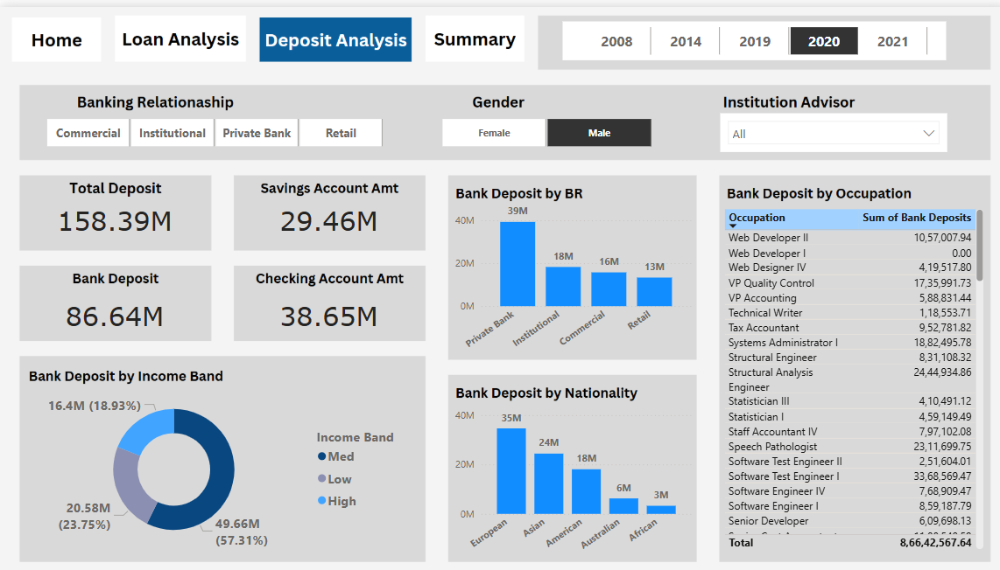 Home
Loan Analysis
Deposit Analysis
Summary
2008
2014
2019
2020
2021
Banking Relationaship
Commercial
Institutional
Private Bank
Retail
Gender
Female
Male
Institution Advisor
All
Total Deposit
158.39M
Savings Account Amt
29.46M
Bank Deposit
86.64M
Checking Account Amt
38.65M
Bank Deposit by Income Band
16.4M (18.93%)
20.58M
(23.75%)
49.66M
(57.31%)
Income Band
Med
Low
High
Bank Deposit by BR
40M
20M
0M
39M
18M
16M
13M
Private Bank
Institutional
Commercial
Retail
Bank Deposit by Nationality
40M
20M
0M
35M
24M
18M
6M
3M
European
Asian
American
Australian
African
Bank Deposit by Occupation
Occupation Sum of Bank Deposits
Web Developer II 10,57,007.94
Web Developer I 0.00
Web Designer IV 4,19,517.80
VP Quality Control 17,35,991.73
VP Accounting 5,88,831.44
Technical Writer 1,18,553.71
Tax Accountant 9,52,781.82
Systems Administrator I 18,82,495.78
Structural Engineer 8,31,108.32
Structural Analysis 24,44,934.86
Engineer
Statistician III 4,10,491.12
Statistician I 4,59,149.49
Staff Accountant IV 7,97,102.08
Speech Pathologist 23,11,699.75
Software Test Engineer II 2,51,604.01
Software Test Engineer I 33,68,569.47
Software Engineer IV 7,68,909.47
Software Engineer I 8,59,187.79
Senior Developer 6,09,698.13
Total 8,66,42,567.64